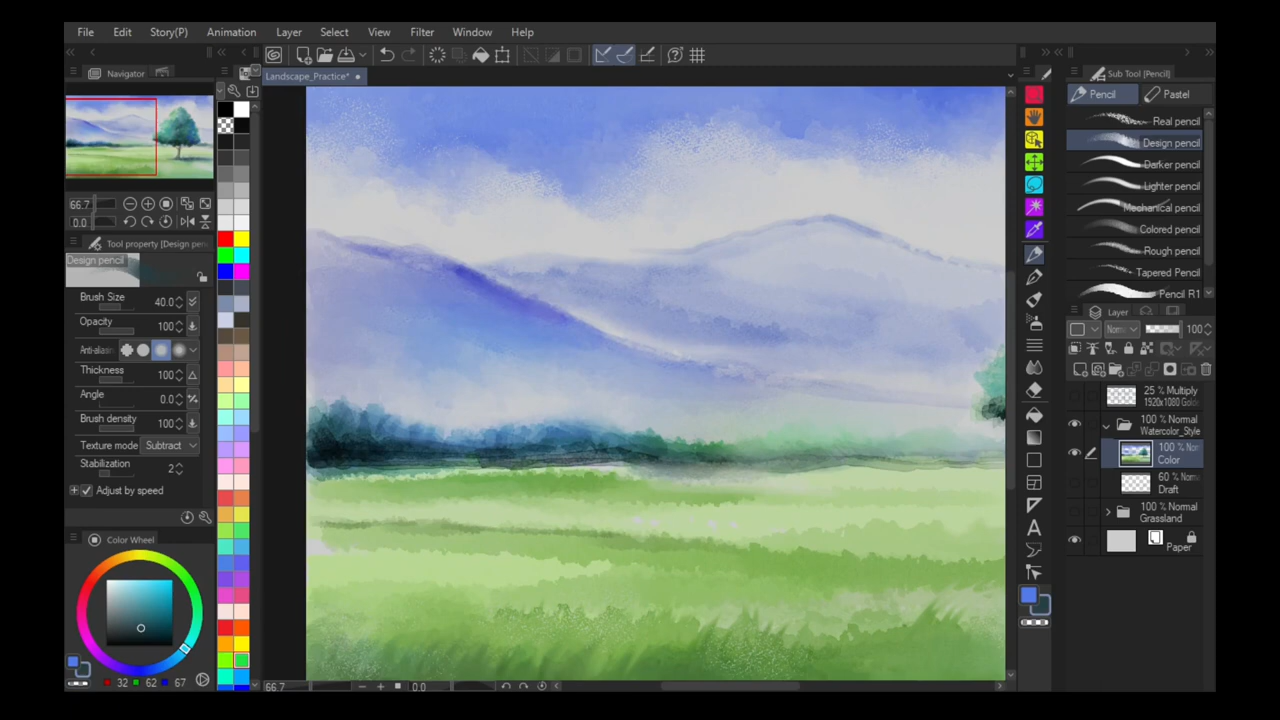 File Edit Story(P) Animation Layer Select View Filter Window Help
Navigator
Landscape_Practice*
Sub Tool [Pencil]
Pencil Pastel
Real pencil
Design pencil
Darker pencil
Lighter pencil
Mechanical pencil
Colored pencil
Rough pencil
Tapered Pencil
Pencil R1
66.7
0.0
Tool property [Design pen
Design pencil
Brush Size 40.0
Opacity 100
Anti-aliasin
Thickness 100
Angle 0.0
Brush density 100
Texture mode Subtract
Stabilization 2
Adjust by speed
Color Wheel
32 62 67
A
Layer
Norm 100
25 % Multiply
1920x1080 Golde
100 % Normal
Watercolor_Style
100 % Nor
Color
60 % Norm
Draft
100 % Normal
Grassland
Paper
66.7 0.0